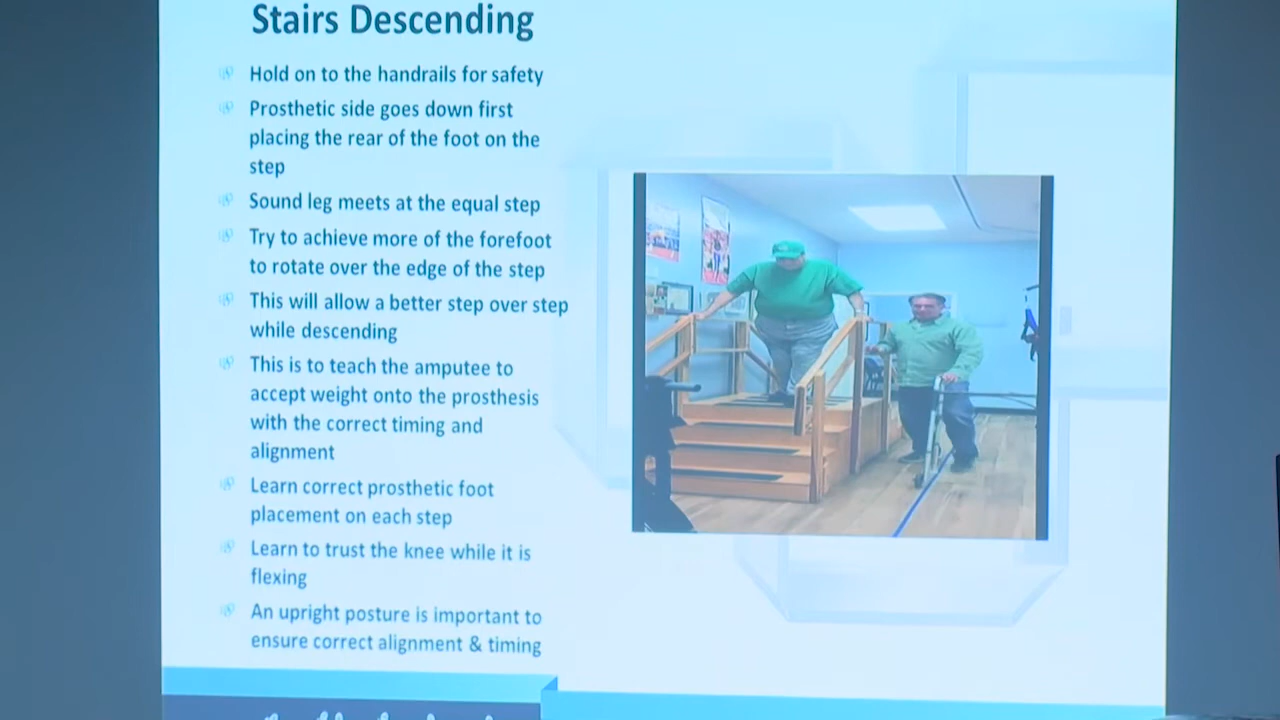 Stairs Descending
Hold on to the handrails for safety
Prosthetic side goes down first
placing the rear of the foot on the
step
Sound leg meets at the equal step
Try to achieve more of the forefoot
to rotate over the edge of the step
This will allow a better step over step
while descending
This is to teach the amputee to
accept weight onto the prosthesis
with the correct timing and
alignment
Learn correct prosthetic foot
placement on each step
Learn to trust the knee while it is
flexing
An upright posture is important to
ensure correct alignment & timing